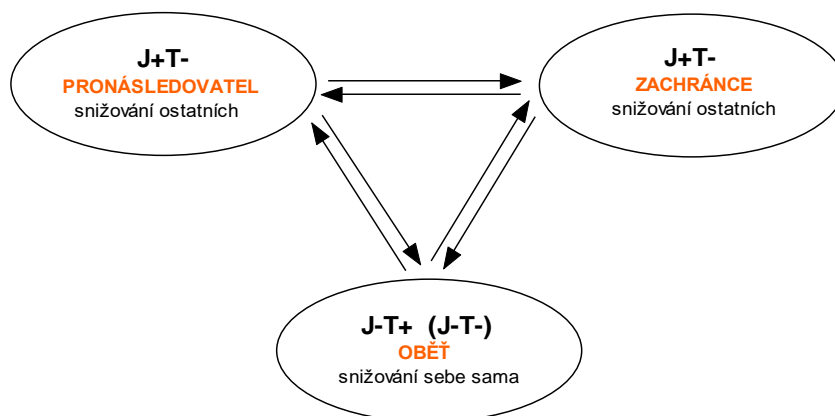 J+T-
PRONÁSLEDOVATEL
snižování ostatních
J+T-
ZACHRÁNCE
snižování ostatních
J-T+  (J-T-)
OBĚŤ
snižování sebe sama